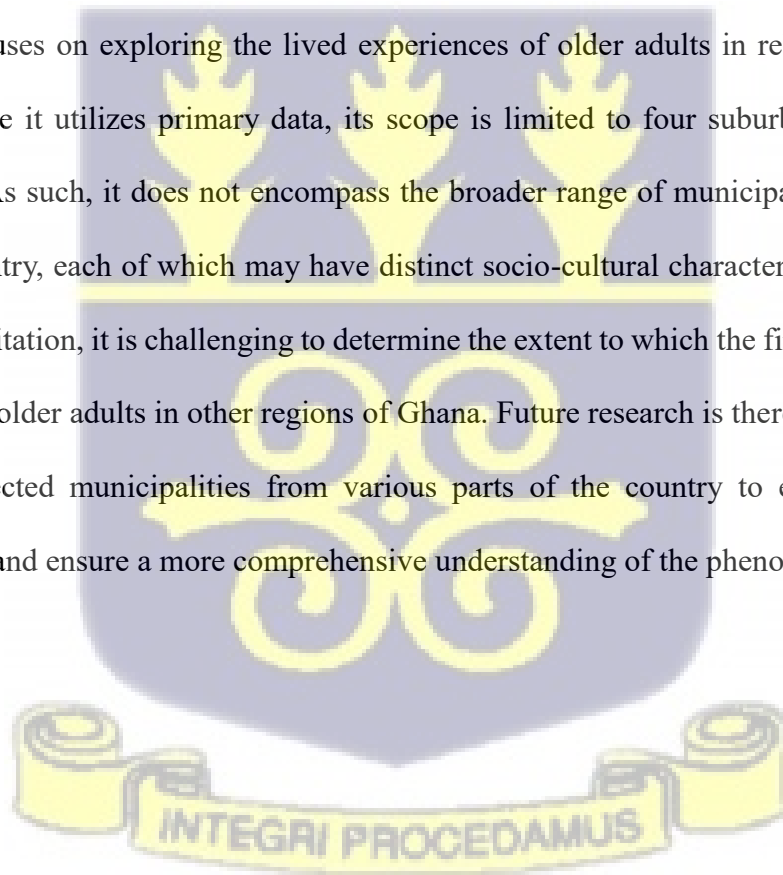 uses on exploring the lived experiences of older adults in re
e it utilizes primary data, its scope is limited to four suburb
As such, it does not encompass the broader range of municipa
ntry, each of which may have distinct socio-cultural character
itation, it is challenging to determine the extent to which the fi
older adults in other regions of Ghana. Future research is ther
ected municipalities from various parts of the country to e
and ensure a more comprehensive understanding of the pheno
INTEGRI PROCEDAMUS